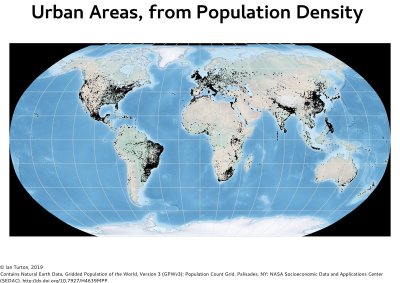 Urban Areas, from Population Density
© Ian Turton, 2019
Contains Natural Earth Data, Gridded Population of the World, Version 3 (GPWv3): Population Count Grid. Palisades, NY: NASA Socioeconomic Data and Applications Center
(SEDAC). http://dx.doi.org/10.7927/H4639MPP